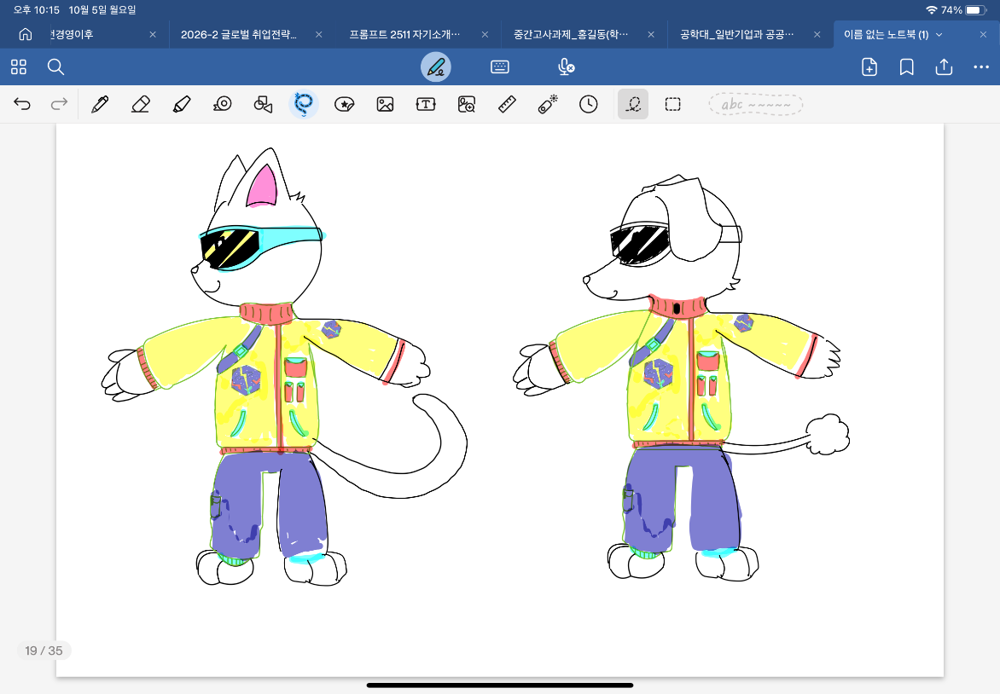 오후 10:15 10월 5일 월요일
74%
년경영이후
2026-2 글로벌 취업전략...
프롬프트 2511 자기소개...
중간고사과제_홍길동(학...
공학대_일반기업과 공공...
이름 없는 노트북 (1)
T
abc
19 / 35